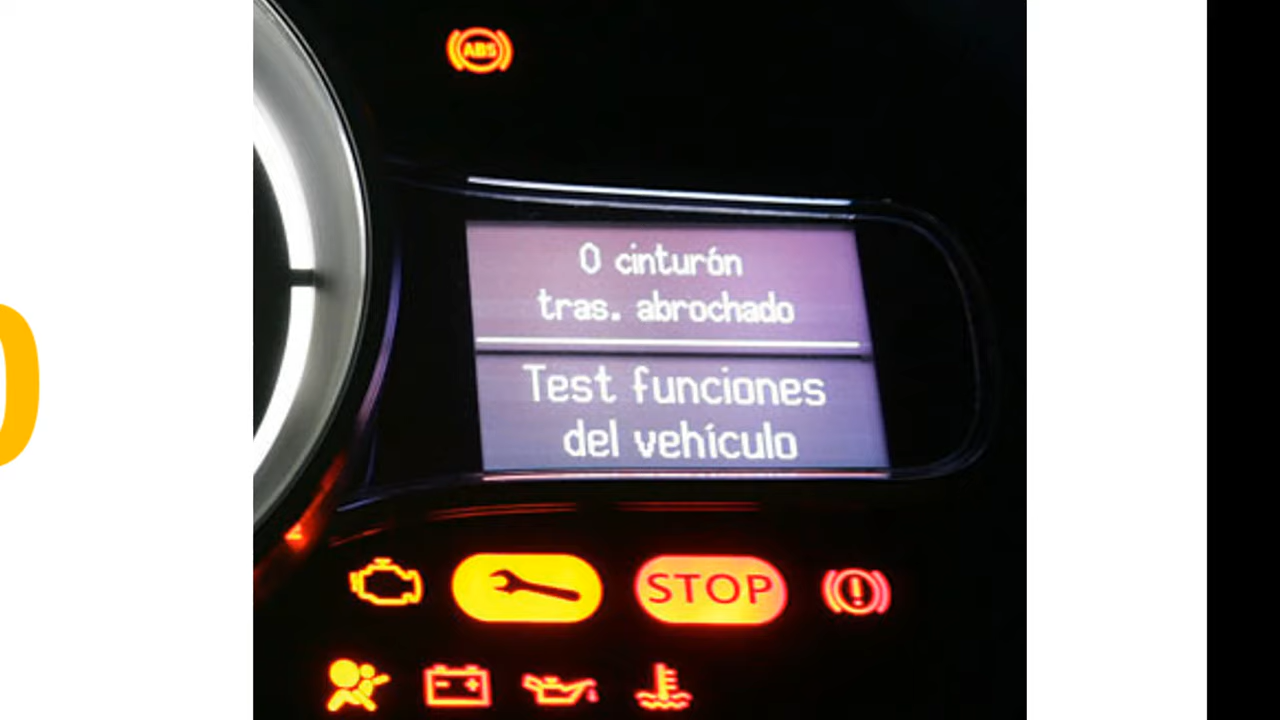 ABS
0 cinturón
tras. abrochado
Test funciones
del vehículo
STOP